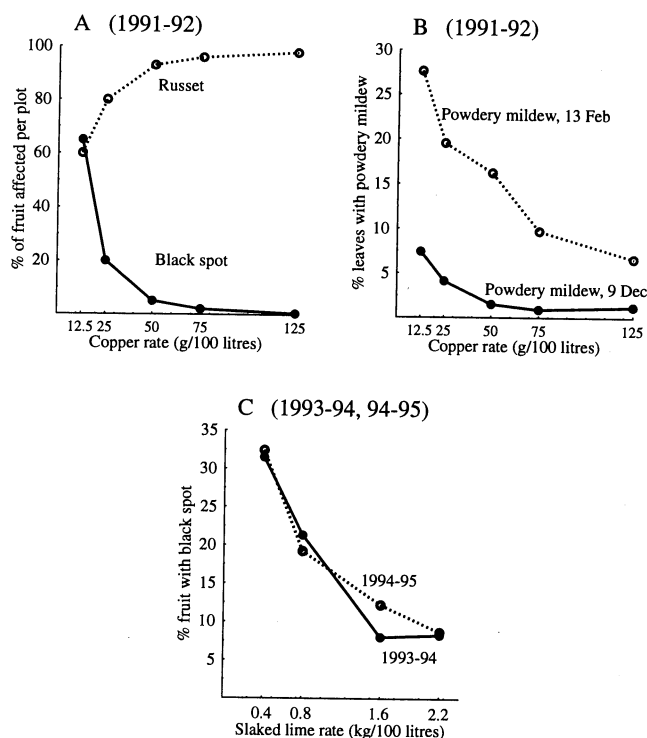 A (1991-92)
% of fruit affected per plot
100
80
60
40
20
Russet
Black spot
12.5 25 50 75 125
Copper rate (g/100 litres)
B (1991-92)
% leaves with powdery mildew
30
25
20
15
10
5
Powdery mildew, 13 Feb
Powdery mildew, 9 Dec
12.5 25 50 75 125
Copper rate (g/100 litres)
C (1993-94, 94-95)
% fruit with black spot
35
30
25
20
15
10
5
1994-95
1993-94
0.4 0.8 1.6 2.2
Slaked lime rate (kg/100 litres)